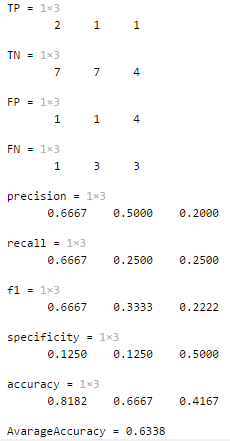 TP = 1×3
2 1 1
TN = 1×3
7 7 4
FP = 1×3
1 1 4
FN = 1×3
1 3 3
precision = 1×3
0.6667 0.5000 0.2000
recall = 1×3
0.6667 0.2500 0.2500
f1 = 1×3
0.6667 0.3333 0.2222
specificity = 1×3
0.1250 0.1250 0.5000
accuracy = 1×3
0.8182 0.6667 0.4167
AvarageAccuracy = 0.6338